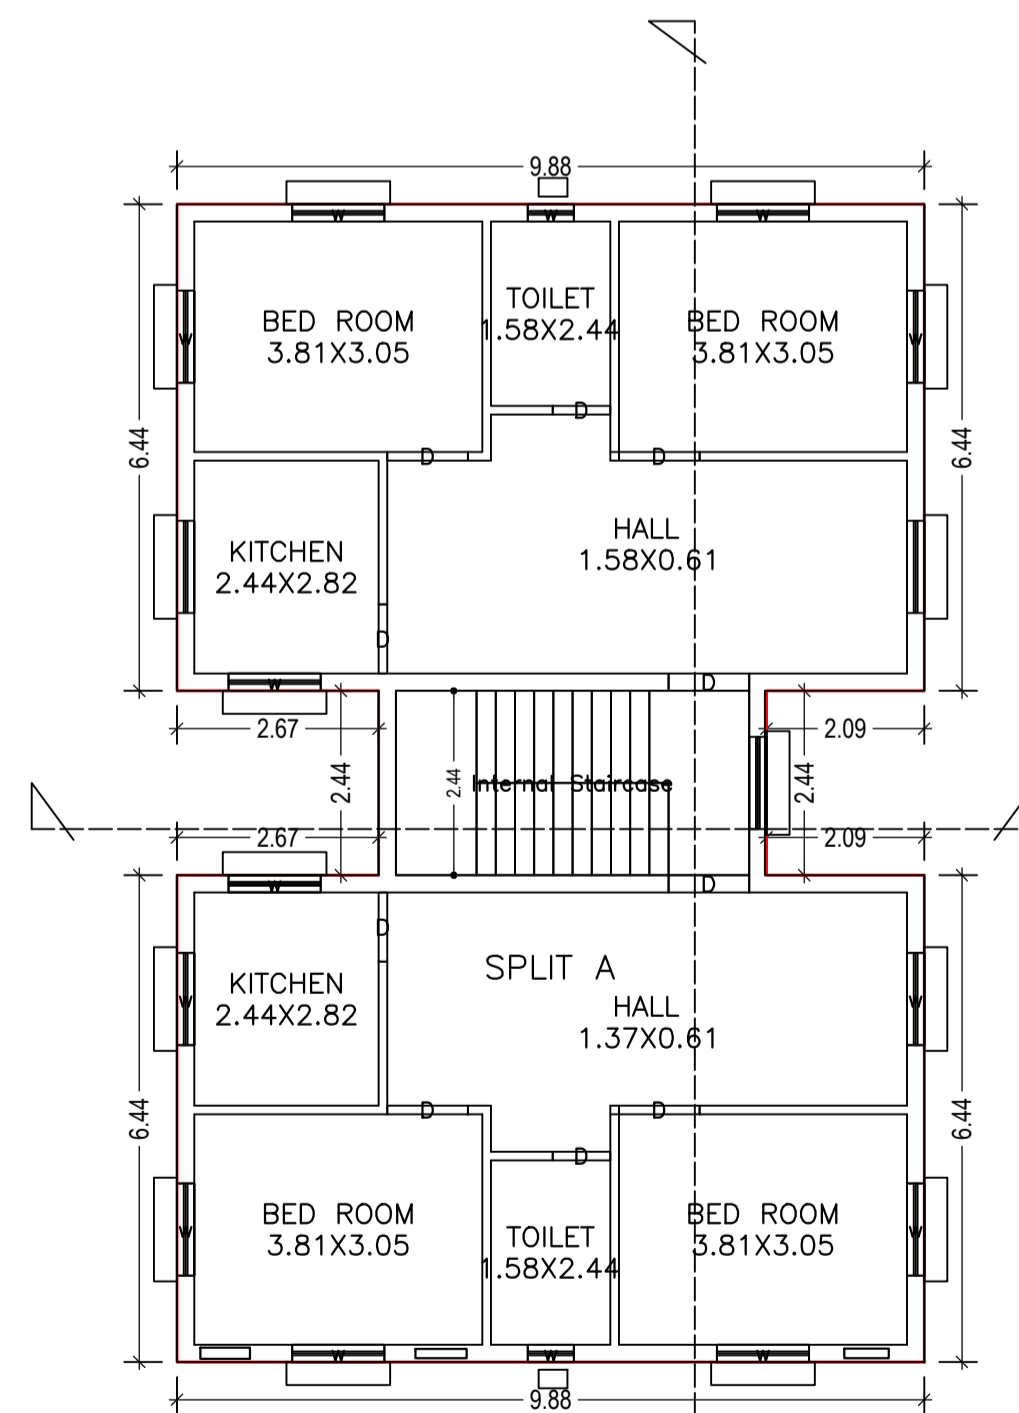 9.88
W
W
W
TOILET
1.58X2.44
BED ROOM
3.81X3.05
BED ROOM
3.81X3.05
W
W
D
6.44
6.44
D
D
HALL
1.58X0.61
KITCHEN
2.44X2.82
D
W
D
2.67
2.09
2.44
2.44
2.44
Internal Staircase
2.67
2.09
W
D
D
SPLIT A
KITCHEN
2.44X2.82
HALL
1.37X0.61
W
W
6.44
6.44
D
D
D
BED ROOM
3.81X3.05
TOILET
1.58X2.44
BED ROOM
3.81X3.05
W
W
W
W
W
9.88